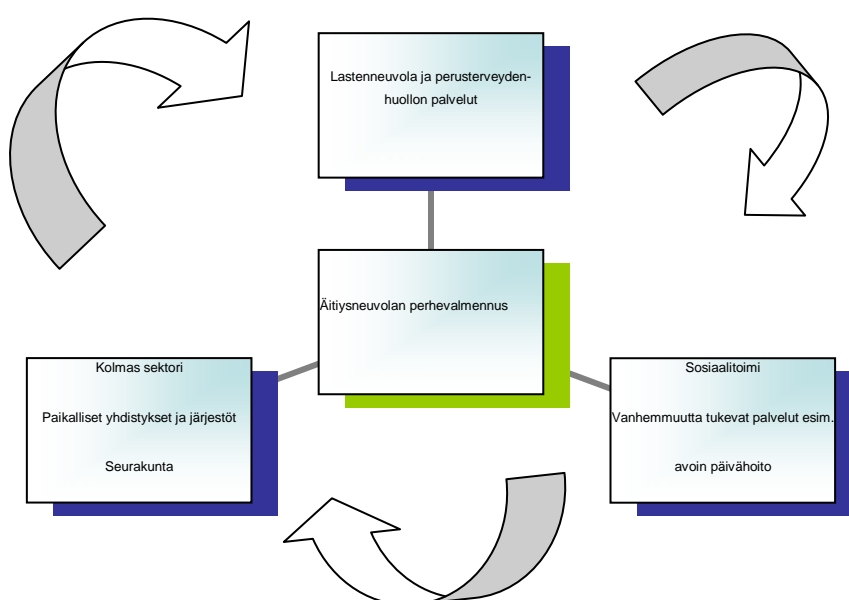 Lastenneuvola ja perusterveyden-
huollon palvelut
Äitiysneuvolan perhevalmennus
Kolmas sektori
Paikalliset yhdistykset ja järjestöt
Seurakunta
Sosiaalitoimi
Vanhemmuutta tukevat palvelut esim.
avoin päivähoito